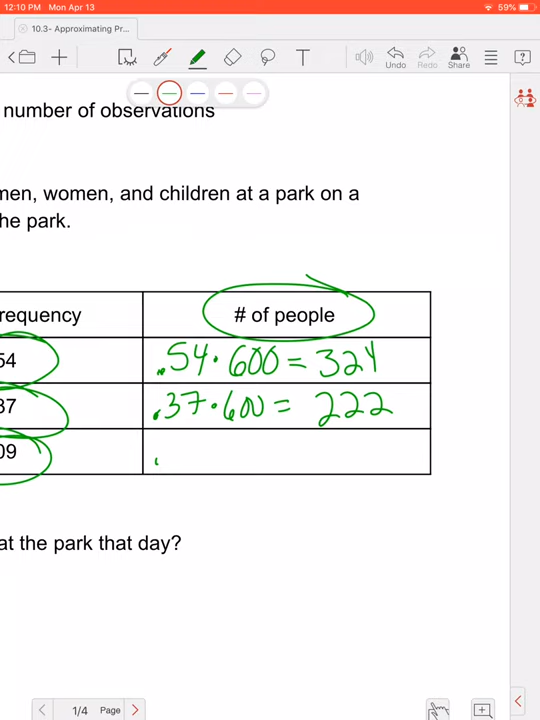 12:10 PM Mon Apr 13
59%
10.3- Approximating Pr...
T
Undo
Redo
Share
?
number of observations
men, women, and children at a park on a
he park.
requency
# of people
54
.54·600=324
37
.37·600= 222
09
.
at the park that day?
1/4 Page